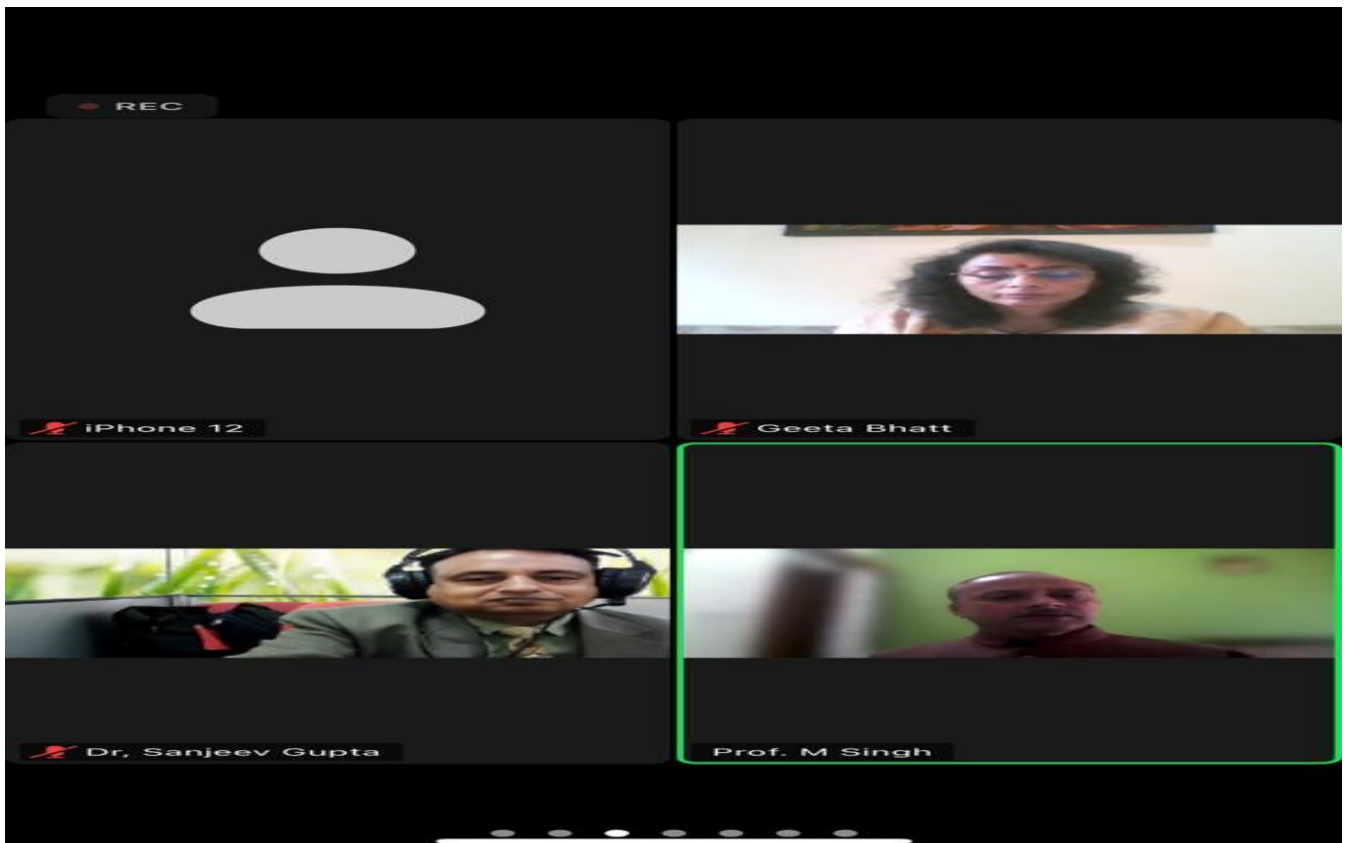 REC
iPhone 12
Geeta Bhatt
Dr, Sanjeev Gupta
Prof. M Singh